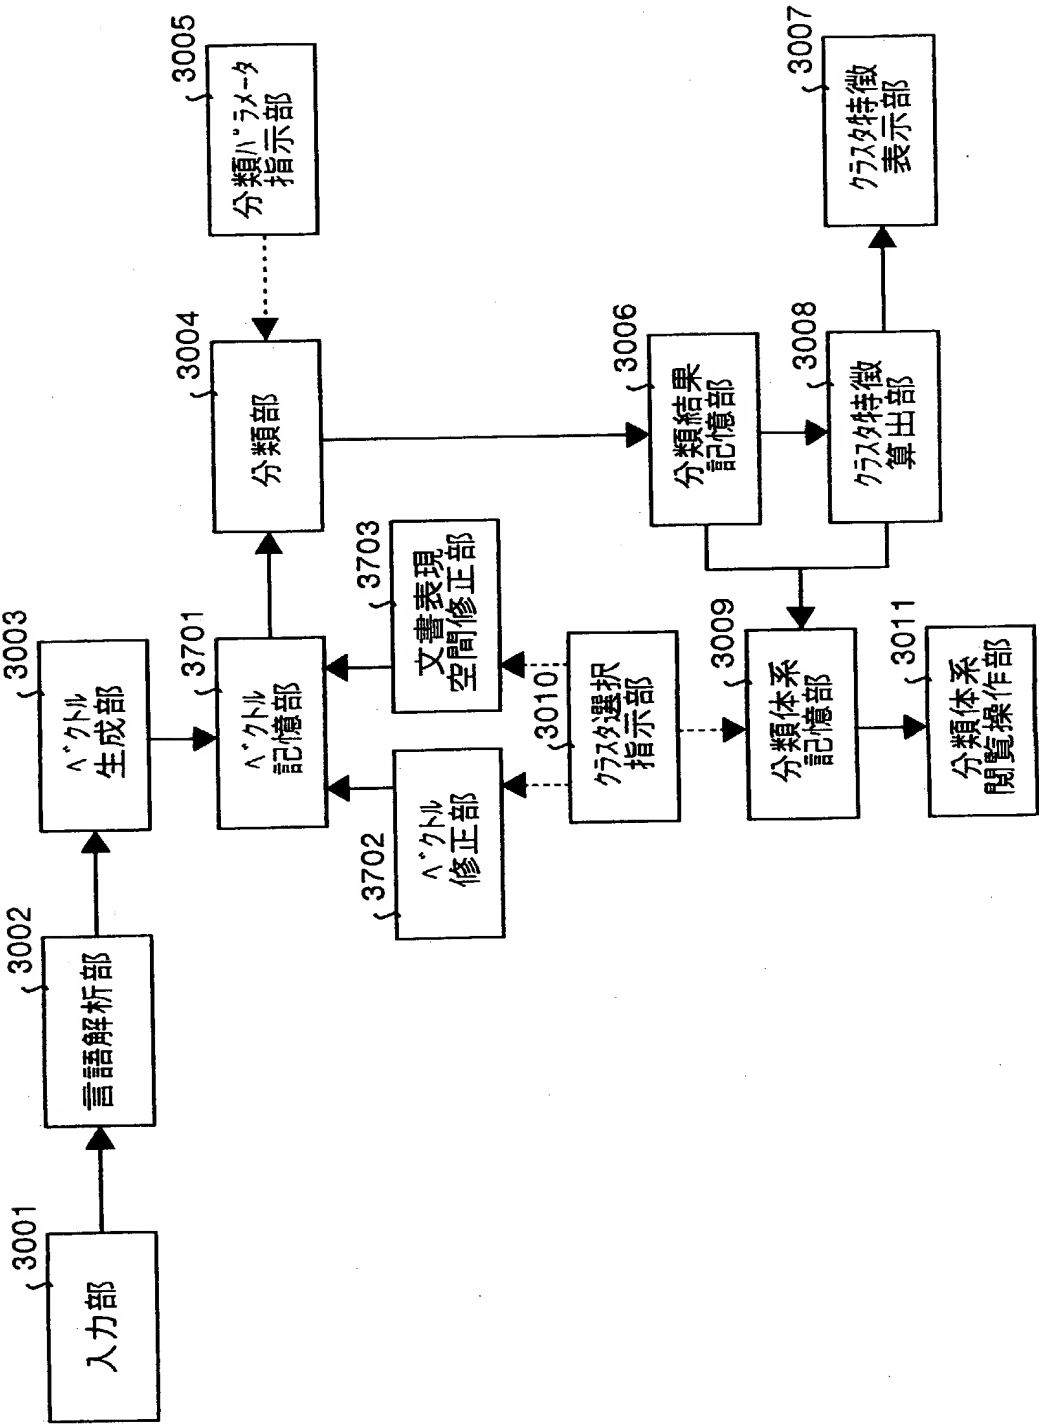 3001
入力部
3002
言語解析部
3003
ベクトル
生成部
3701
ベクトル
記憶部
3702
ベクトル
修正部
3703
文書表現
空間修正部
3004
分類部
3005
分類パラメータ
指示部
3010
クラスタ選択
指示部
3006
分類結果
記憶部
3008
クラスタ特徴
算出部
3007
クラスタ特徴
表示部
3009
分類体系
記憶部
3011
分類体系
閲覧操作部